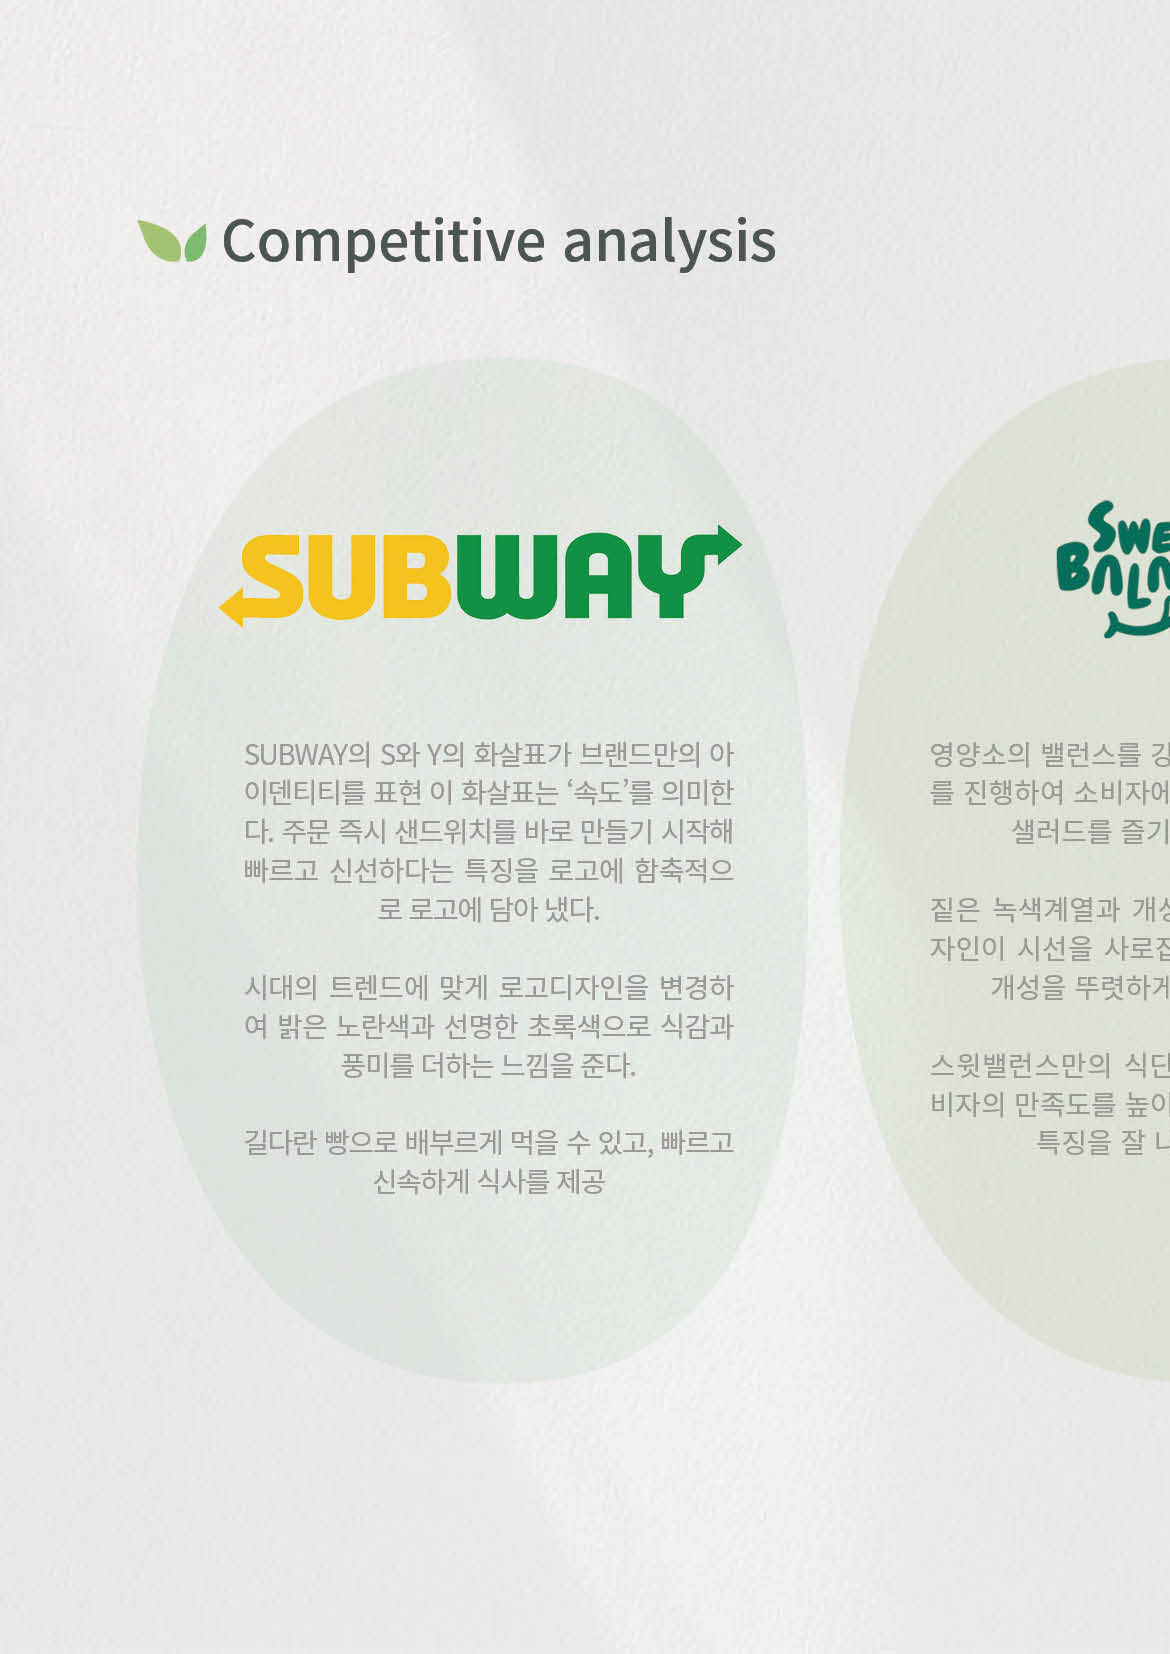 Competitive analysis
SUBWAY
SUBWAY의 S와 Y의 화살표가 브랜드만의 아
이덴티티를 표현 이 화살표는 ‘속도’를 의미한
다. 주문 즉시 샌드위치를 바로 만들기 시작해
빠르고 신선하다는 특징을 로고에 함축적으
로 로고에 담아 냈다.
시대의 트렌드에 맞게 로고디자인을 변경하
여 밝은 노란색과 선명한 초록색으로 식감과
풍미를 더하는 느낌을 준다.
길다란 빵으로 배부르게 먹을 수 있고, 빠르고
신속하게 식사를 제공
영양소의 밸런스를
를 진행하여 소비자에
샐러드를 즐기
짙은 녹색계열과
자인이 시선을
개성을 뚜렷하게
스윗밸런스만의
비자의 만족도를 높이
특징을 잘